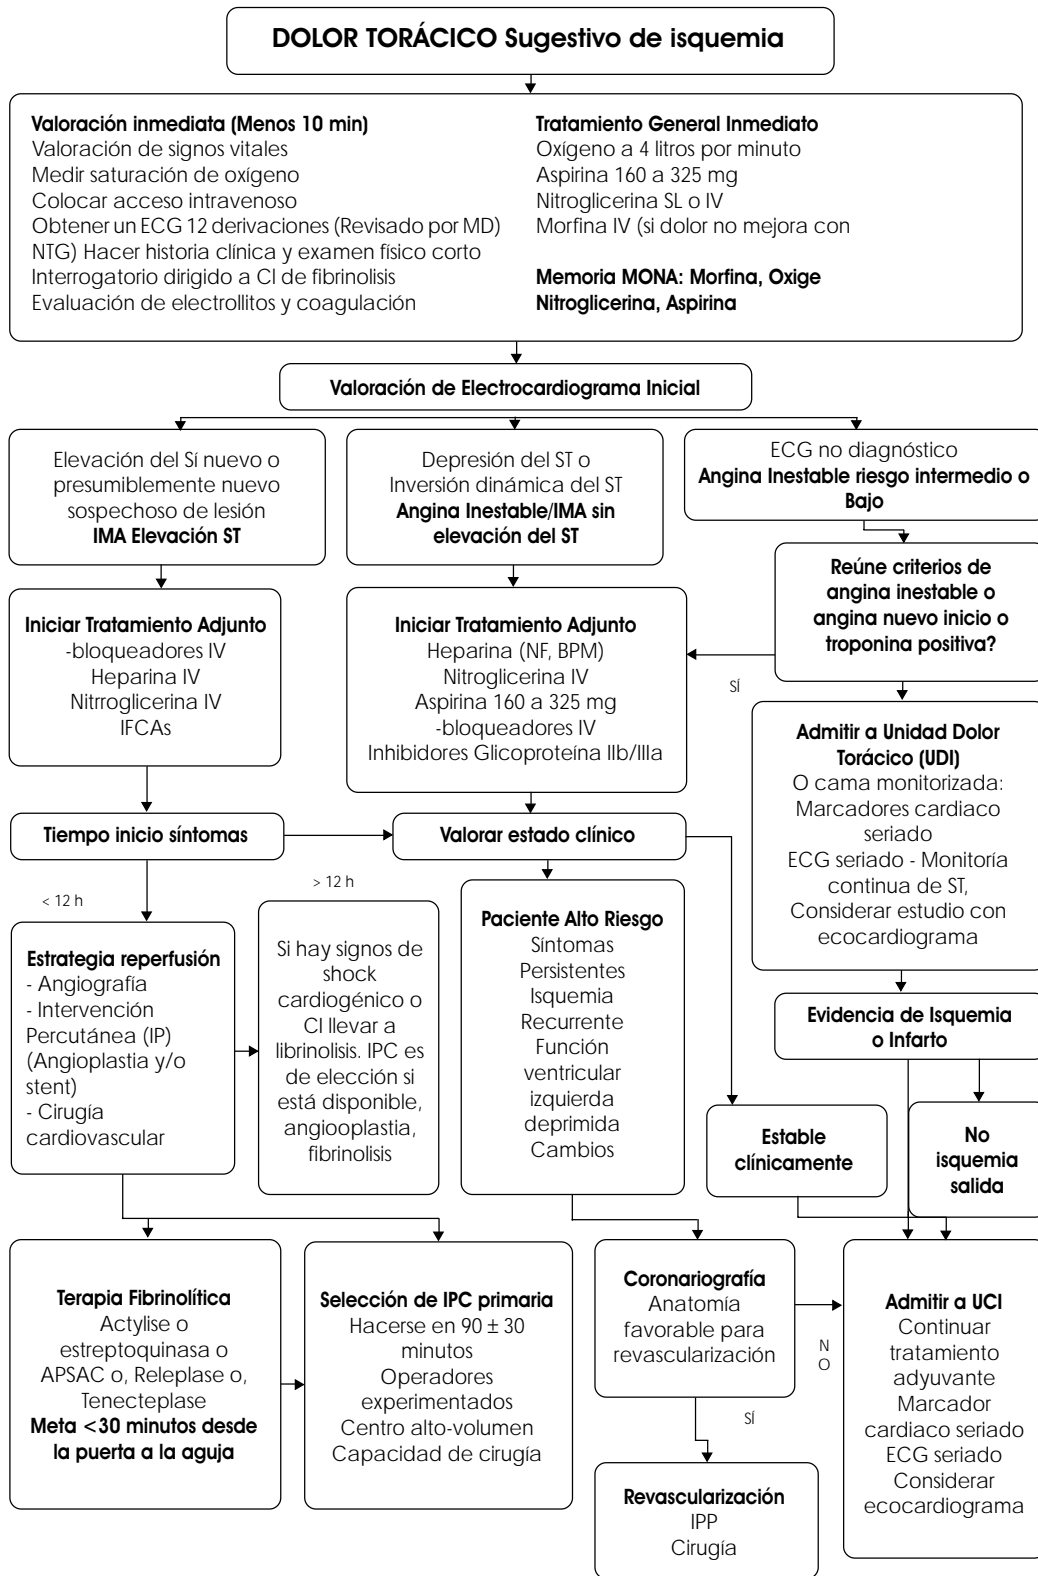 DOLOR TORÁCICO Sugestivo de isquemia
Valoración inmediata (Menos 10 min)
Valoración de signos vitales
Medir saturación de oxígeno
Colocar acceso intravenoso
Obtener un ECG 12 derivaciones (Revisado por MD)
NTG) Hacer historia clínica y examen físico corto
Interrogatorio dirigido a CI de fibrinolisis
Evaluación de electrollitos y coagulación
Tratamiento General Inmediato
Oxígeno a 4 litros por minuto
Aspirina 160 a 325 mg
Nitroglicerina SL o IV
Morfina IV (si dolor no mejora con
Memoria MONA: Morfina, Oxige
Nitroglicerina, Aspirina
Valoración de Electrocardiograma Inicial
Elevación del Sí nuevo o
presumiblemente nuevo
sospechoso de lesión
IMA Elevación ST
Depresión del ST o
Inversión dinámica del ST
Angina Inestable/IMA sin
elevación del ST
ECG no diagnóstico
Angina Inestable riesgo intermedio o
Bajo
Reúne criterios de
angina inestable o
angina nuevo inicio o
troponina positiva?
Iniciar Tratamiento Adjunto
-bloqueadores IV
Heparina IV
Nitrroglicerina IV
IFCAs
Iniciar Tratamiento Adjunto
Heparina (NF, BPM)
Nitroglicerina IV
Aspirina 160 a 325 mg
-bloqueadores IV
Inhibidores Glicoproteína IIb/IIIa
SÍ
Admitir a Unidad Dolor
Torácico (UDI)
O cama monitorizada:
Marcadores cardiaco
seriado
ECG seriado - Monitoría
continua de ST,
Considerar estudio con
ecocardiograma
Tiempo inicio síntomas
Valorar estado clínico
< 12 h
> 12 h
Estrategia reperfusión
- Angiografía
- Intervención
Percutánea (IP)
(Angioplastia y/o
stent)
- Cirugía
cardiovascular
Si hay signos de
shock
cardiogénico o
CI llevar a
librinolisis. IPC es
de elección si
está disponible,
angiooplastia,
fibrinolisis
Paciente Alto Riesgo
Síntomas
Persistentes
Isquemia
Recurrente
Función
ventricular
izquierda
deprimida
Cambios
Evidencia de Isquemia
o Infarto
Estable
clínicamente
No
isquemia
salida
Terapia Fibrinolítica
Actylise o
estreptoquinasa o
APSAC o, Releplase o,
Tenecteplase
Meta <30 minutos desde
la puerta a la aguja
Selección de IPC primaria
Hacerse en 90 ± 30
minutos
Operadores
experimentados
Centro alto-volumen
Capacidad de cirugía
Coronariografía
Anatomía
favorable para
revascularización
N
O
SÍ
Admitir a UCI
Continuar
tratamiento
adyuvante
Marcador
cardiaco seriado
ECG seriado
Considerar
ecocardiograma
Revascularización
IPP
Cirugía